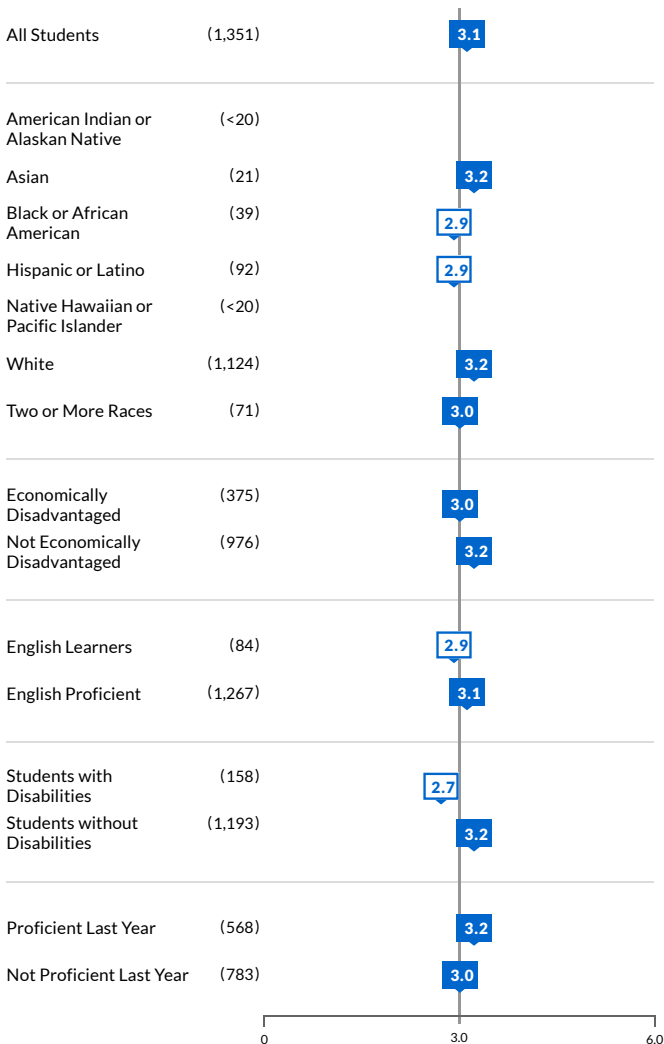 All Students (1,351) 3.1
American Indian or (<20)
Alaskan Native
Asian (21) 3.2
Black or African (39) 2.9
American
Hispanic or Latino (92) 2.9
Native Hawaiian or (<20)
Pacific Islander
White (1,124) 3.2
Two or More Races (71) 3.0
Economically (375) 3.0
Disadvantaged
Not Economically (976) 3.2
Disadvantaged
English Learners (84) 2.9
English Proficient (1,267) 3.1
Students with (158) 2.7
Disabilities
Students without (1,193) 3.2
Disabilities
Proficient Last Year (568) 3.2
Not Proficient Last Year (783) 3.0
0 3.0 6.0